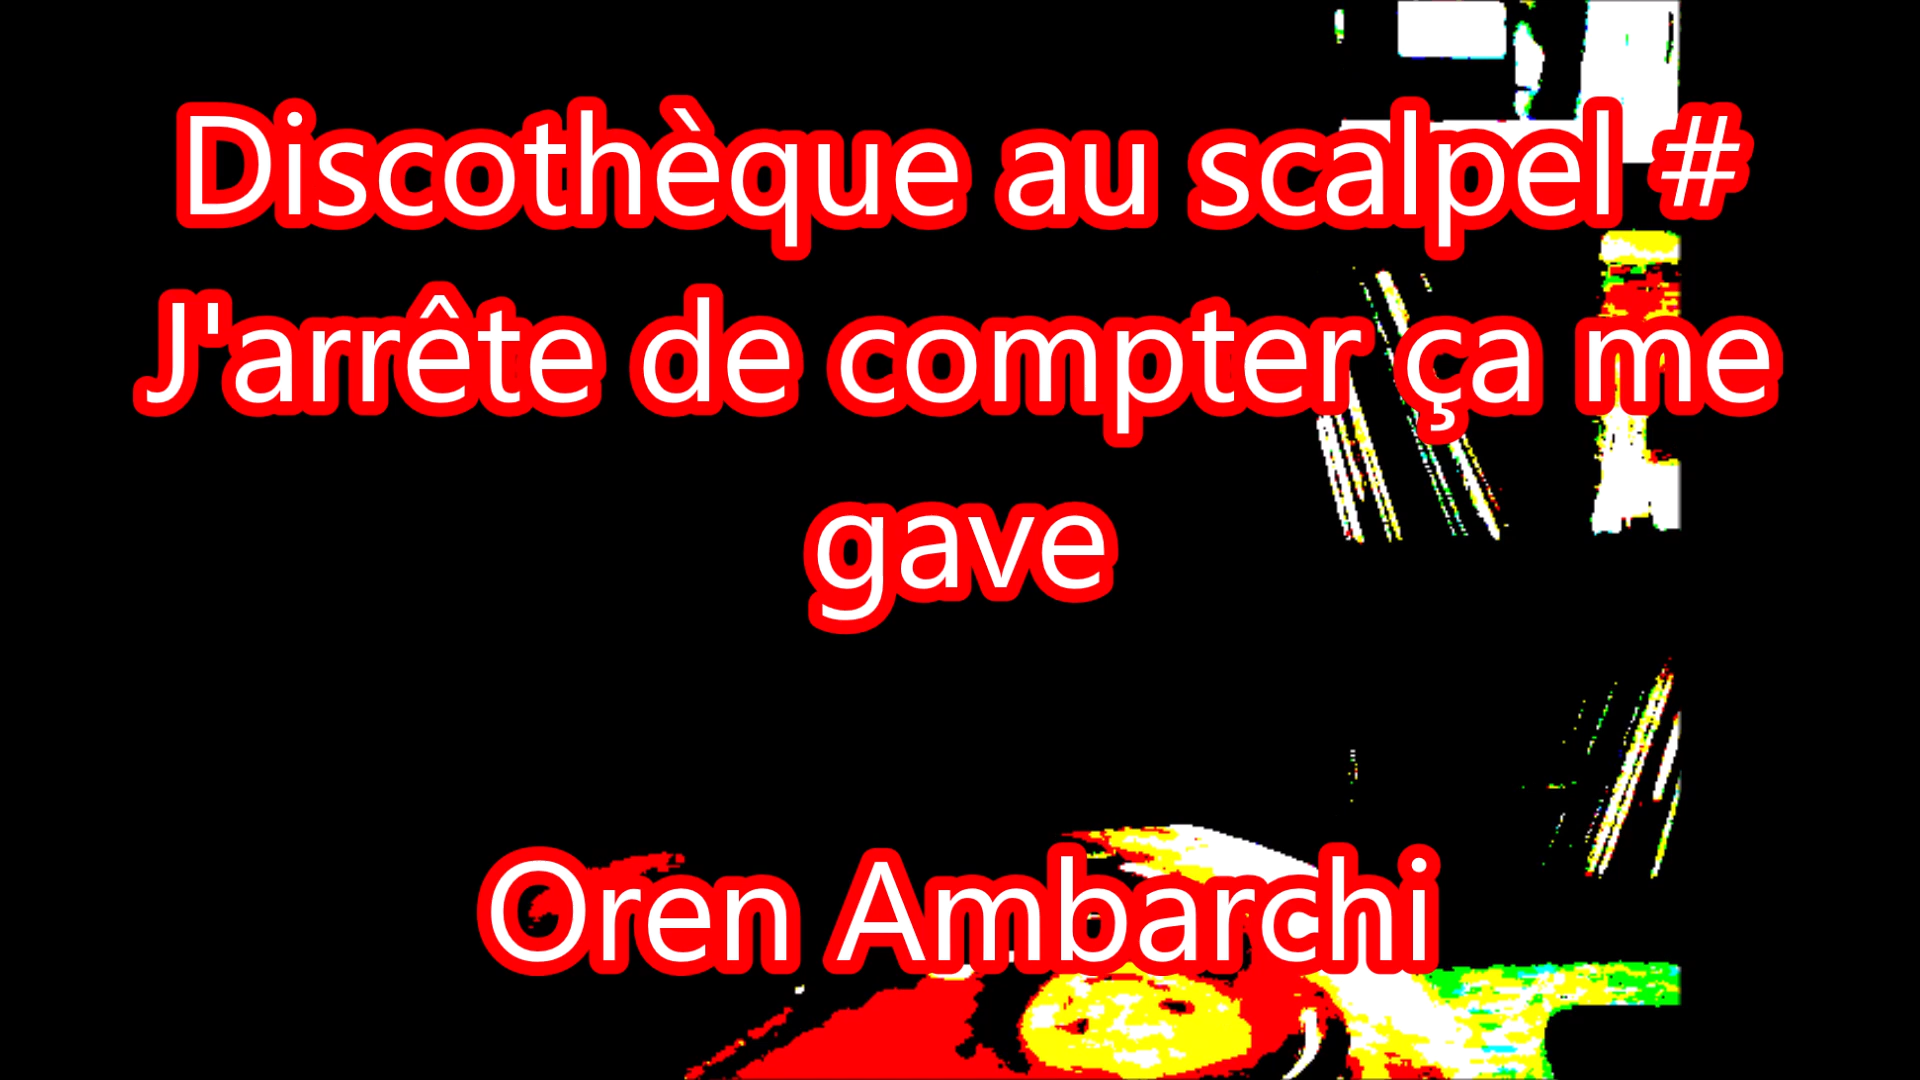 Discothèque au scalpel #
J'arrête de compter ça me
gave
Oren Ambarchi